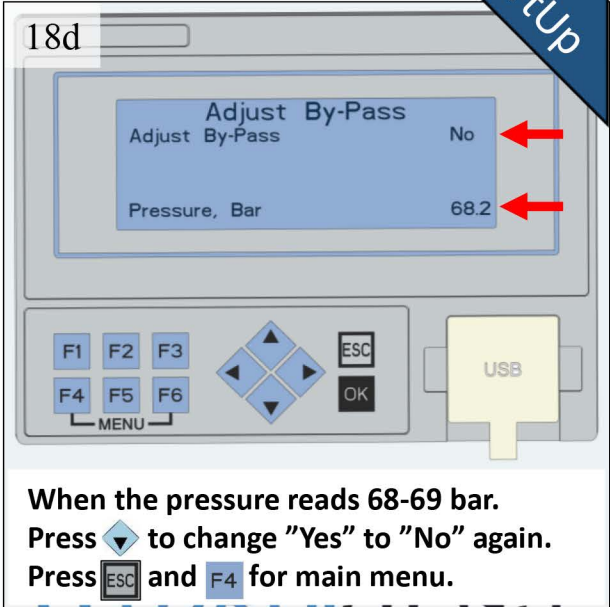 18d
tUp
Adjust By-Pass
Adjust By-Pass No
Pressure, Bar 68.2
F1 F2 F3
ESC
USB
F4 F5 F6
OK
MENU
When the pressure reads 68-69 bar.
Press to change ”Yes” to ”No” again.
Press ESC and F4 for main menu.